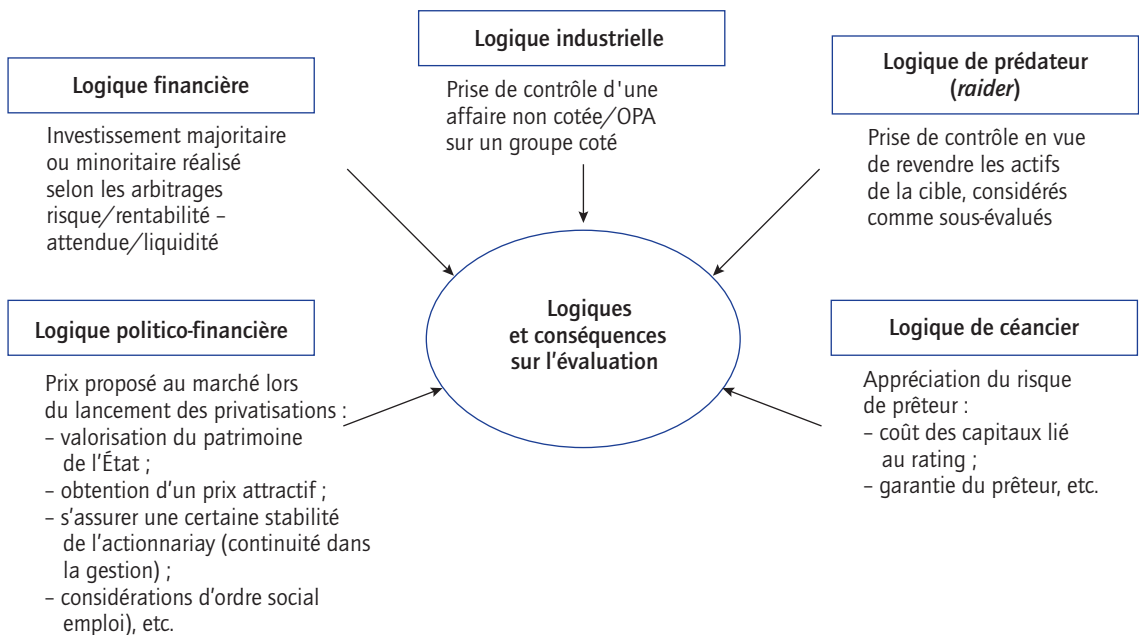 Logique industrielle
Prise de contrôle d'une
affaire non cotée/OPA
sur un groupe coté
Logique financière
Investissement majoritaire
ou minoritaire réalisé
selon les arbitrages
risque/rentabilité –
attendue/liquidité
Logique de prédateur
(raider)
Prise de contrôle en vue
de revendre les actifs
de la cible, considérés
comme sous-évalués
Logiques
et conséquences
sur l'évaluation
Logique politico-financière
Prix proposé au marché lors
du lancement des privatisations :
– valorisation du patrimoine
de l'État ;
– obtention d'un prix attractif ;
– s'assurer une certaine stabilité
de l'actionnariay (continuité dans
la gestion) ;
– considérations d'ordre social
emploi), etc.
Logique de céancier
Appréciation du risque
de prêteur :
– coût des capitaux lié
au rating ;
– garantie du prêteur, etc.